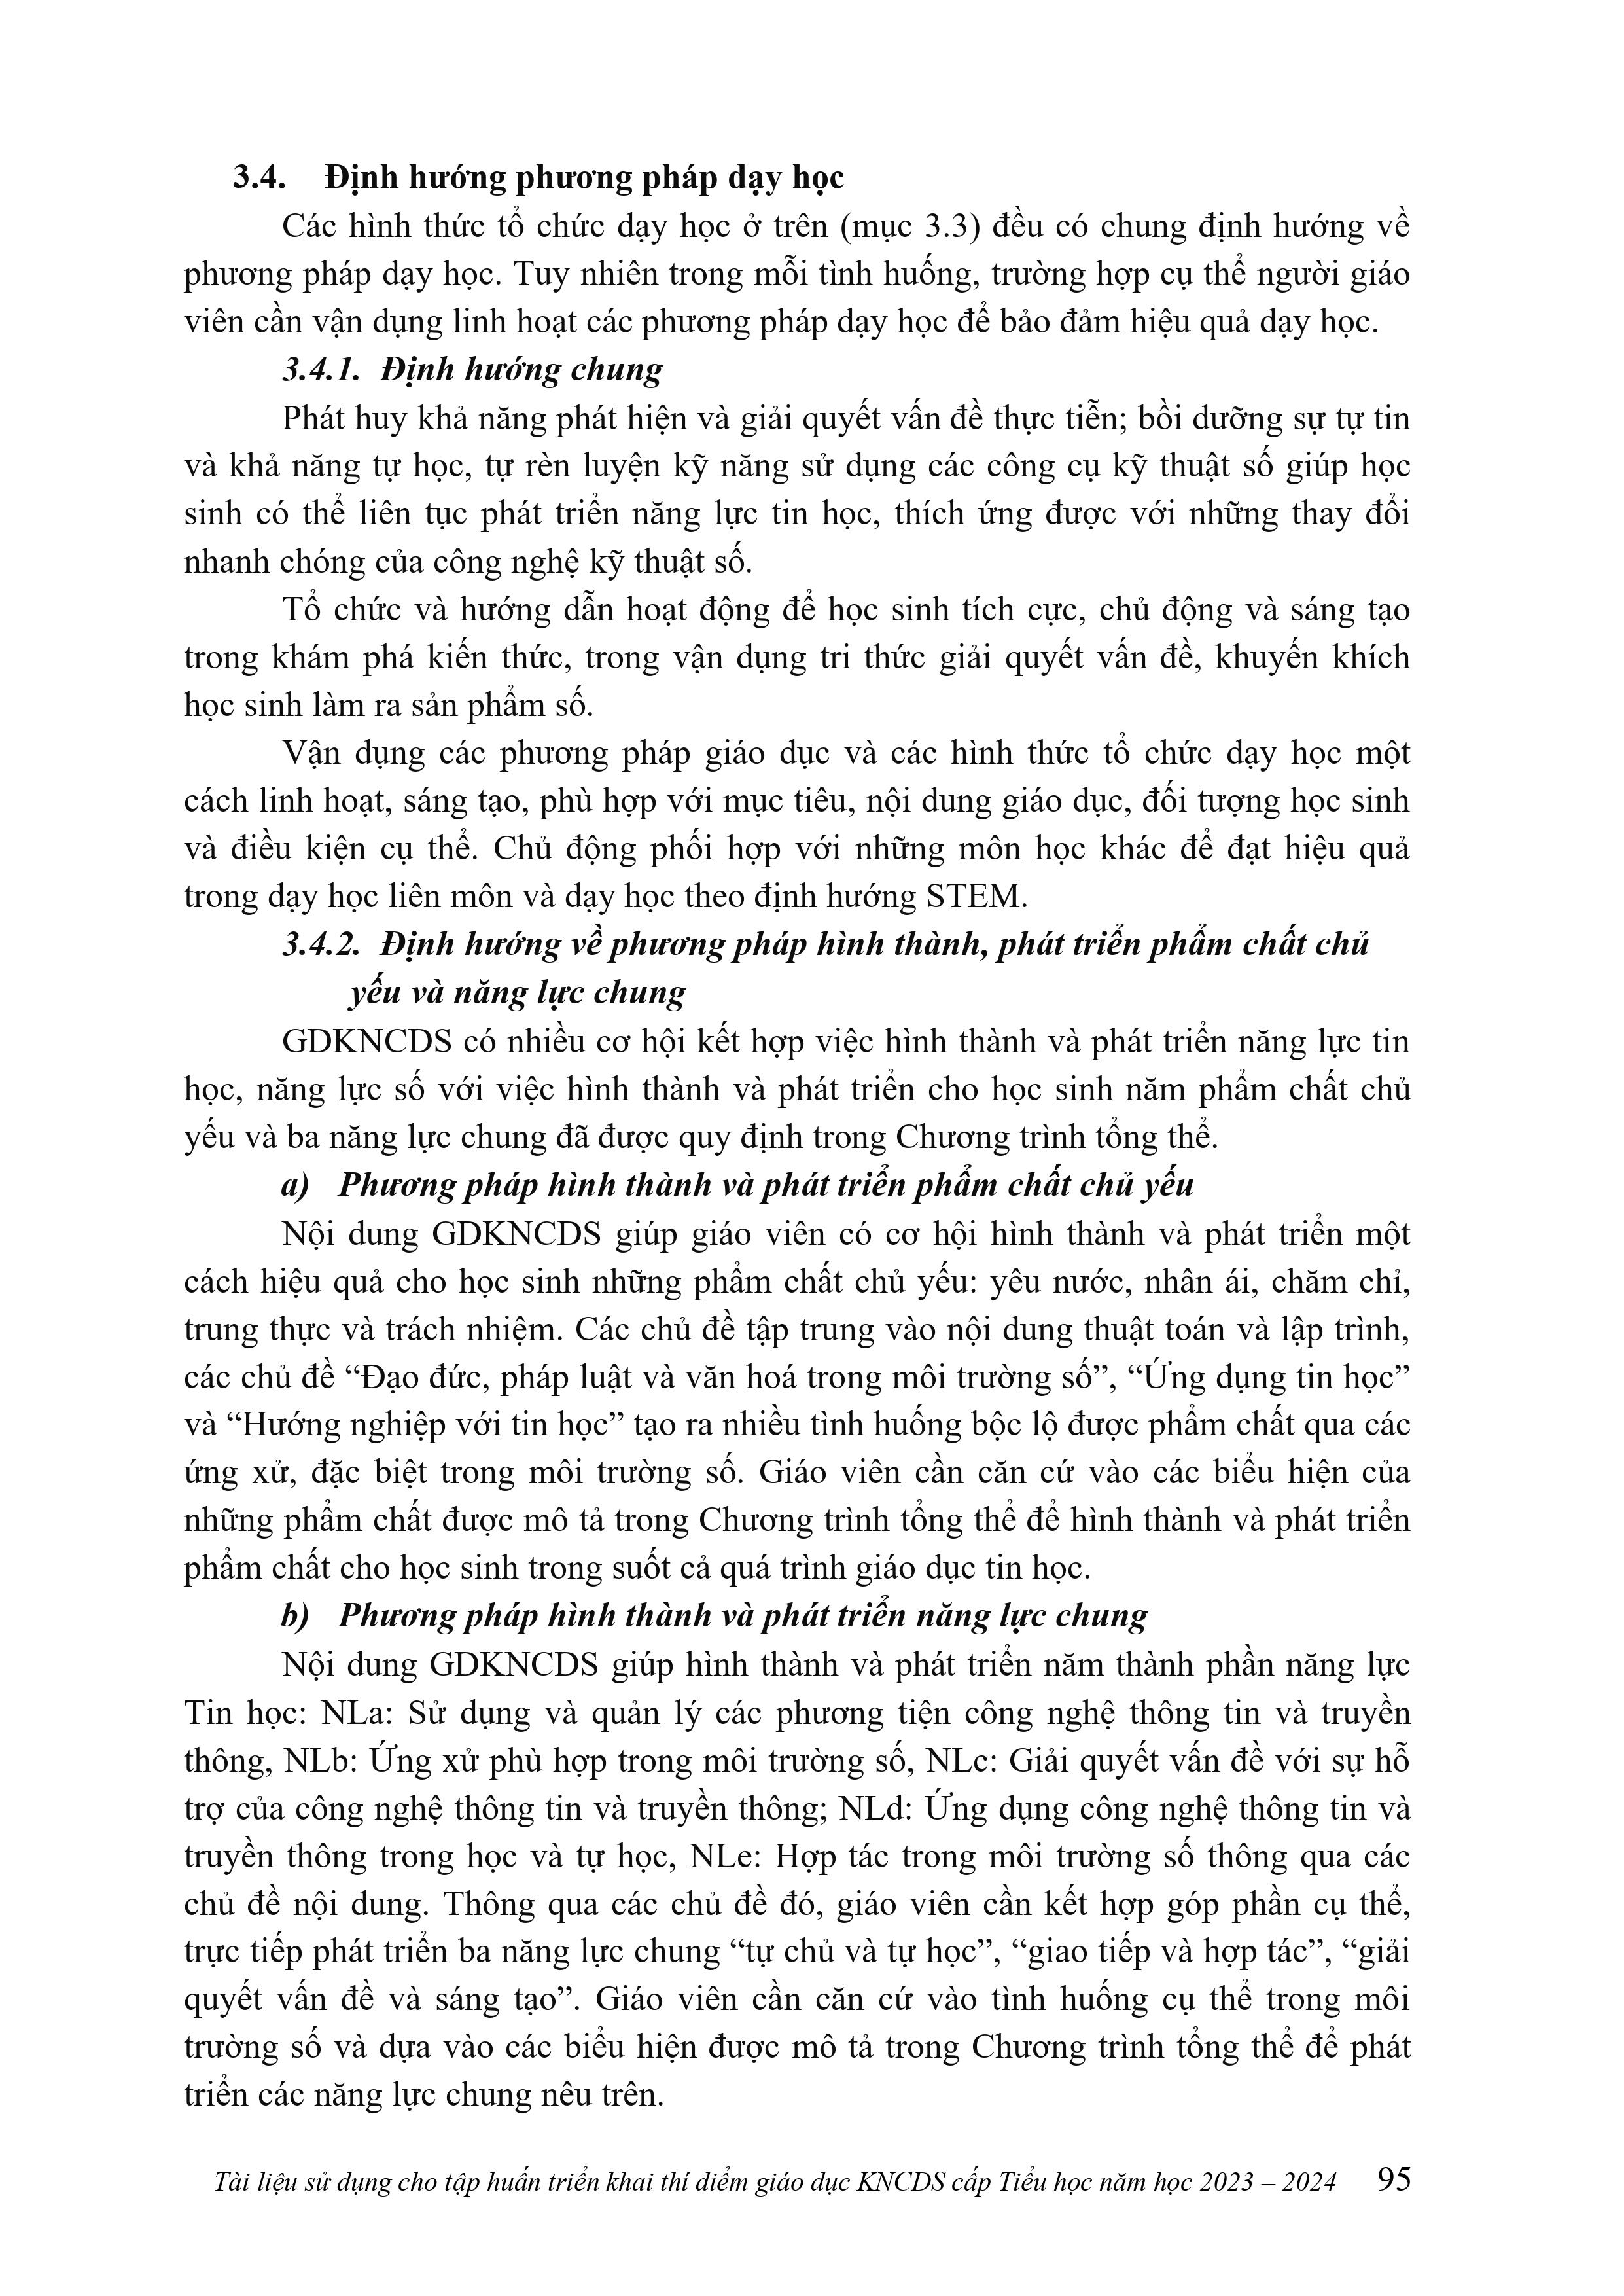 3.4. Định hướng phương pháp dạy học
Các hình thức tổ chức dạy học ở trên (mục 3.3) đều có chung định hướng về
phương pháp dạy học. Tuy nhiên trong mỗi tình huống, trường hợp cụ thể người giáo
viên cần vận dụng linh hoạt các phương pháp dạy học để bảo đảm hiệu quả dạy học.
3.4.1. Định hướng chung
Phát huy khả năng phát hiện và giải quyết vấn đề thực tiễn; bồi dưỡng sự tự tin
và khả năng tự học, tự rèn luyện kỹ năng sử dụng các công cụ kỹ thuật số giúp học
sinh có thể liên tục phát triển năng lực tin học, thích ứng được với những thay đổi
nhanh chóng của công nghệ kỹ thuật số.
Tổ chức và hướng dẫn hoạt động để học sinh tích cực, chủ động và sáng tạo
trong khám phá kiến thức, trong vận dụng tri thức giải quyết vấn đề, khuyến khích
học sinh làm ra sản phẩm số.
Vận dụng các phương pháp giáo dục và các hình thức tổ chức dạy học một
cách linh hoạt, sáng tạo, phù hợp với mục tiêu, nội dung giáo dục, đối tượng học sinh
và điều kiện cụ thể. Chủ động phối hợp với những môn học khác để đạt hiệu quả
trong dạy học liên môn và dạy học theo định hướng STEM.
3.4.2. Định hướng về phương pháp hình thành, phát triển phẩm chất chủ
yếu và năng lực chung
GDKNCDS có nhiều cơ hội kết hợp việc hình thành và phát triển năng lực tin
học, năng lực số với việc hình thành và phát triển cho học sinh năm phẩm chất chủ
yếu và ba năng lực chung đã được quy định trong Chương trình tổng thể.
a) Phương pháp hình thành và phát triển phẩm chất chủ yếu
Nội dung GDKNCDS giúp giáo viên có cơ hội hình thành và phát triển một
cách hiệu quả cho học sinh những phẩm chất chủ yếu: yêu nước, nhân ái, chăm chỉ,
trung thực và trách nhiệm. Các chủ đề tập trung vào nội dung thuật toán và lập trình,
các chủ đề “Đạo đức, pháp luật và văn hoá trong môi trường số”, “Ứng dụng tin học”
và “Hướng nghiệp với tin học” tạo ra nhiều tình huống bộc lộ được phẩm chất qua các
ứng xử, đặc biệt trong môi trường số. Giáo viên cần căn cứ vào các biểu hiện của
những phẩm chất được mô tả trong Chương trình tổng thể để hình thành và phát triển
phẩm chất cho học sinh trong suốt cả quá trình giáo dục tin học.
b) Phương pháp hình thành và phát triển năng lực chung
Nội dung GDKNCDS giúp hình thành và phát triển năm thành phần năng lực
Tin học: NLa: Sử dụng và quản lý các phương tiện công nghệ thông tin và truyền
thông, NLb: Ứng xử phù hợp trong môi trường số, NLc: Giải quyết vấn đề với sự hỗ
trợ của công nghệ thông tin và truyền thông; NLd: Ứng dụng công nghệ thông tin và
truyền thông trong học và tự học, NLe: Hợp tác trong môi trường số thông qua các
chủ đề nội dung. Thông qua các chủ đề đó, giáo viên cần kết hợp góp phần cụ thể,
trực tiếp phát triển ba năng lực chung “tự chủ và tự học”, “giao tiếp và hợp tác”, “giải
quyết vấn đề và sáng tạo”. Giáo viên cần căn cứ vào tình huống cụ thể trong môi
trường số và dựa vào các biểu hiện được mô tả trong Chương trình tổng thể để phát
triển các năng lực chung nêu trên.
Tài liệu sử dụng cho tập huấn triển khai thí điểm giáo dục KNCDS cấp Tiểu học năm học 2023 – 2024 95